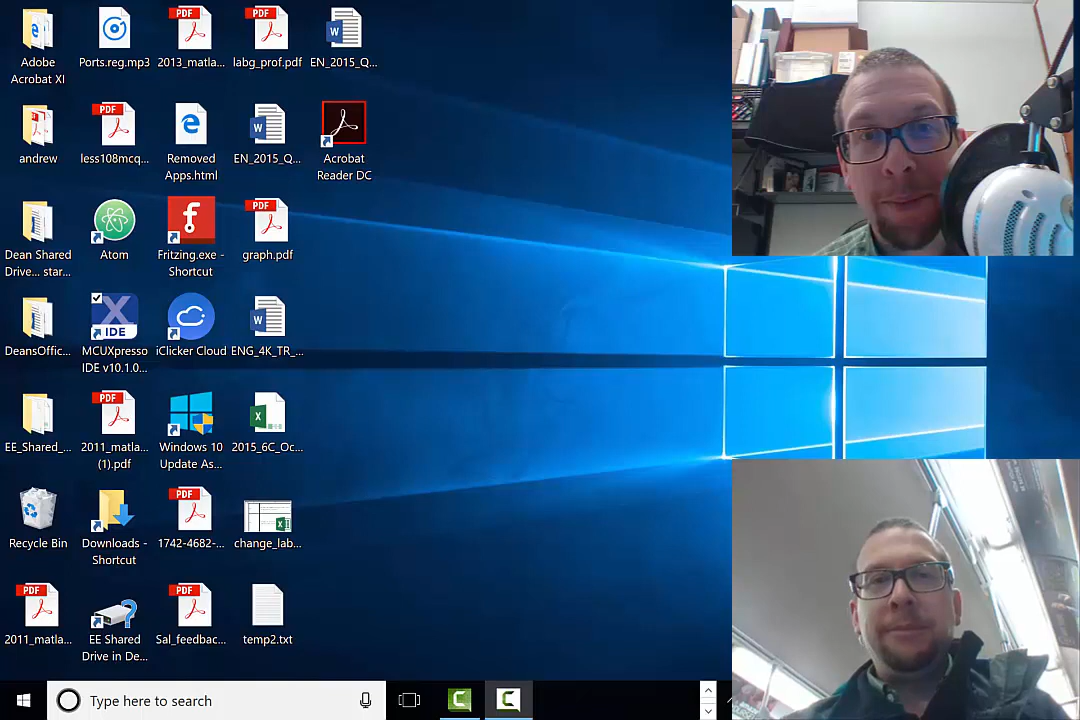 Adobe
Acrobat XI
Ports.reg.mp3
PDF
2013_matla...
PDF
labg_prof.pdf
W
EN_2015_Q...
andrew
PDF
less108mcq...
Removed
Apps.html
W
EN_2015_Q...
Acrobat
Reader DC
Dean Shared
Drive... star...
Atom
Fritzing.exe -
Shortcut
PDF
graph.pdf
DeansOffic...
X
IDE
MCUXpresso
IDE v10.1.0...
iClicker Cloud
W
ENG_4K_TR_...
EE_Shared_...
PDF
2011_matla...
(1).pdf
Windows 10
Update As...
X
2015_6C_Oc...
Recycle Bin
Downloads -
Shortcut
PDF
1742-4682-...
change_lab...
PDF
2011_matla...
EE Shared
Drive in De...
PDF
Sal_feedbac...
temp2.txt
Type here to search